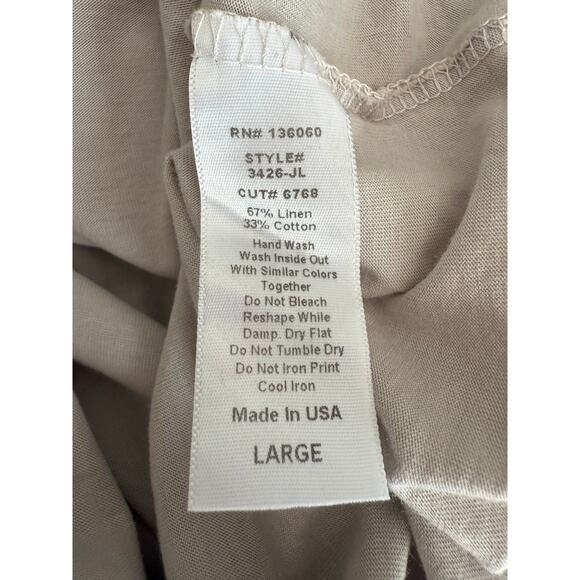 RN# 136060
STYLE#
3426-JL
CUT# 6768
67% Linen
33% Cotton
Hand Wash
Wash Inside Out
With Similar Colors
Together
Do Not Bleach
Reshape While
Damp. Dry Flat
Do Not Tumble Dry
Do Not Iron Print
Cool Iron
Made In USA
LARGE